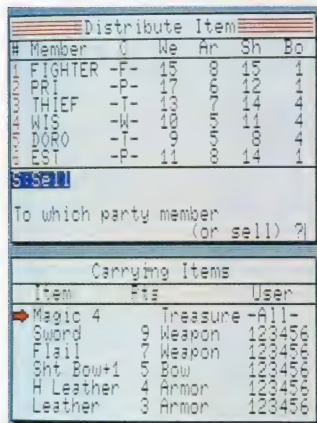 Distribute Item
# Member C We Ar Sh Bo
1 FIGHTER -F- 15 8 15 1
2 PRI -P- 17 6 12 1
3 THIEF -T- 13 7 14 4
4 WIS -W- 10 5 11 4
5 DORO -T- 9 5 8 4
6 EST -P- 11 8 14 1
S:Sell
To which party member
(or sell) ?
Carrying Items
Item Pts User
Magic 4 Treasure -All-
Sword 9 Weapon 123456
Flail 7 Weapon 123456
Sht Bow+1 5 Bow 123456
H Leather 4 Armor 123456
Leather 3 Armor 123456